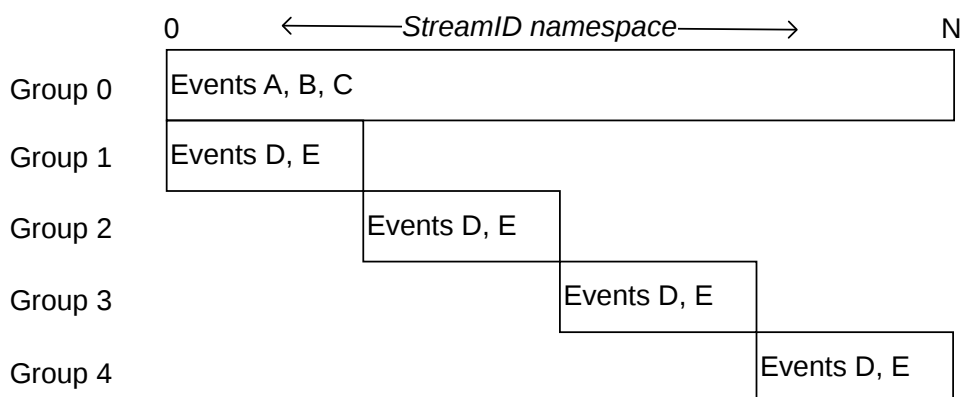 0 StreamID namespace N
Group 0 Events A, B, C
Group 1 Events D, E
Group 2 Events D, E
Group 3 Events D, E
Group 4 Events D, E